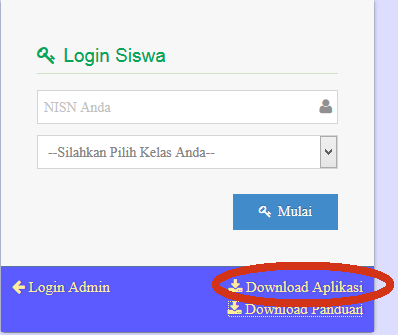 Login Siswa
NISN Anda
--Silahkan Pilih Kelas Anda--
Mulai
Login Admin
Download Aplikasi
Download Panduan